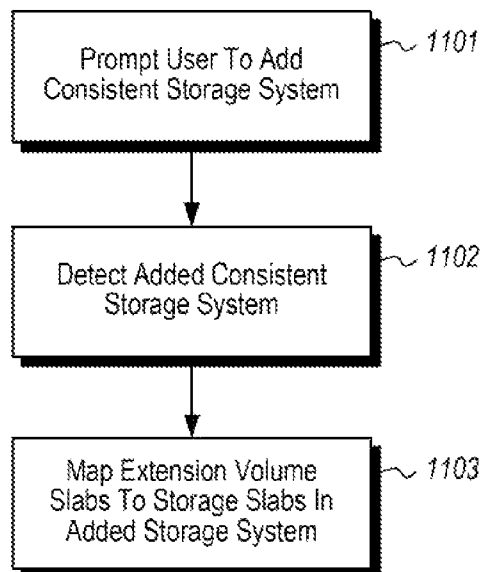 Prompt User To Add
Consistent Storage System
1101
Detect Added Consistent
Storage System
1102
Map Extension Volume
Slabs To Storage Slabs In
Added Storage System
1103